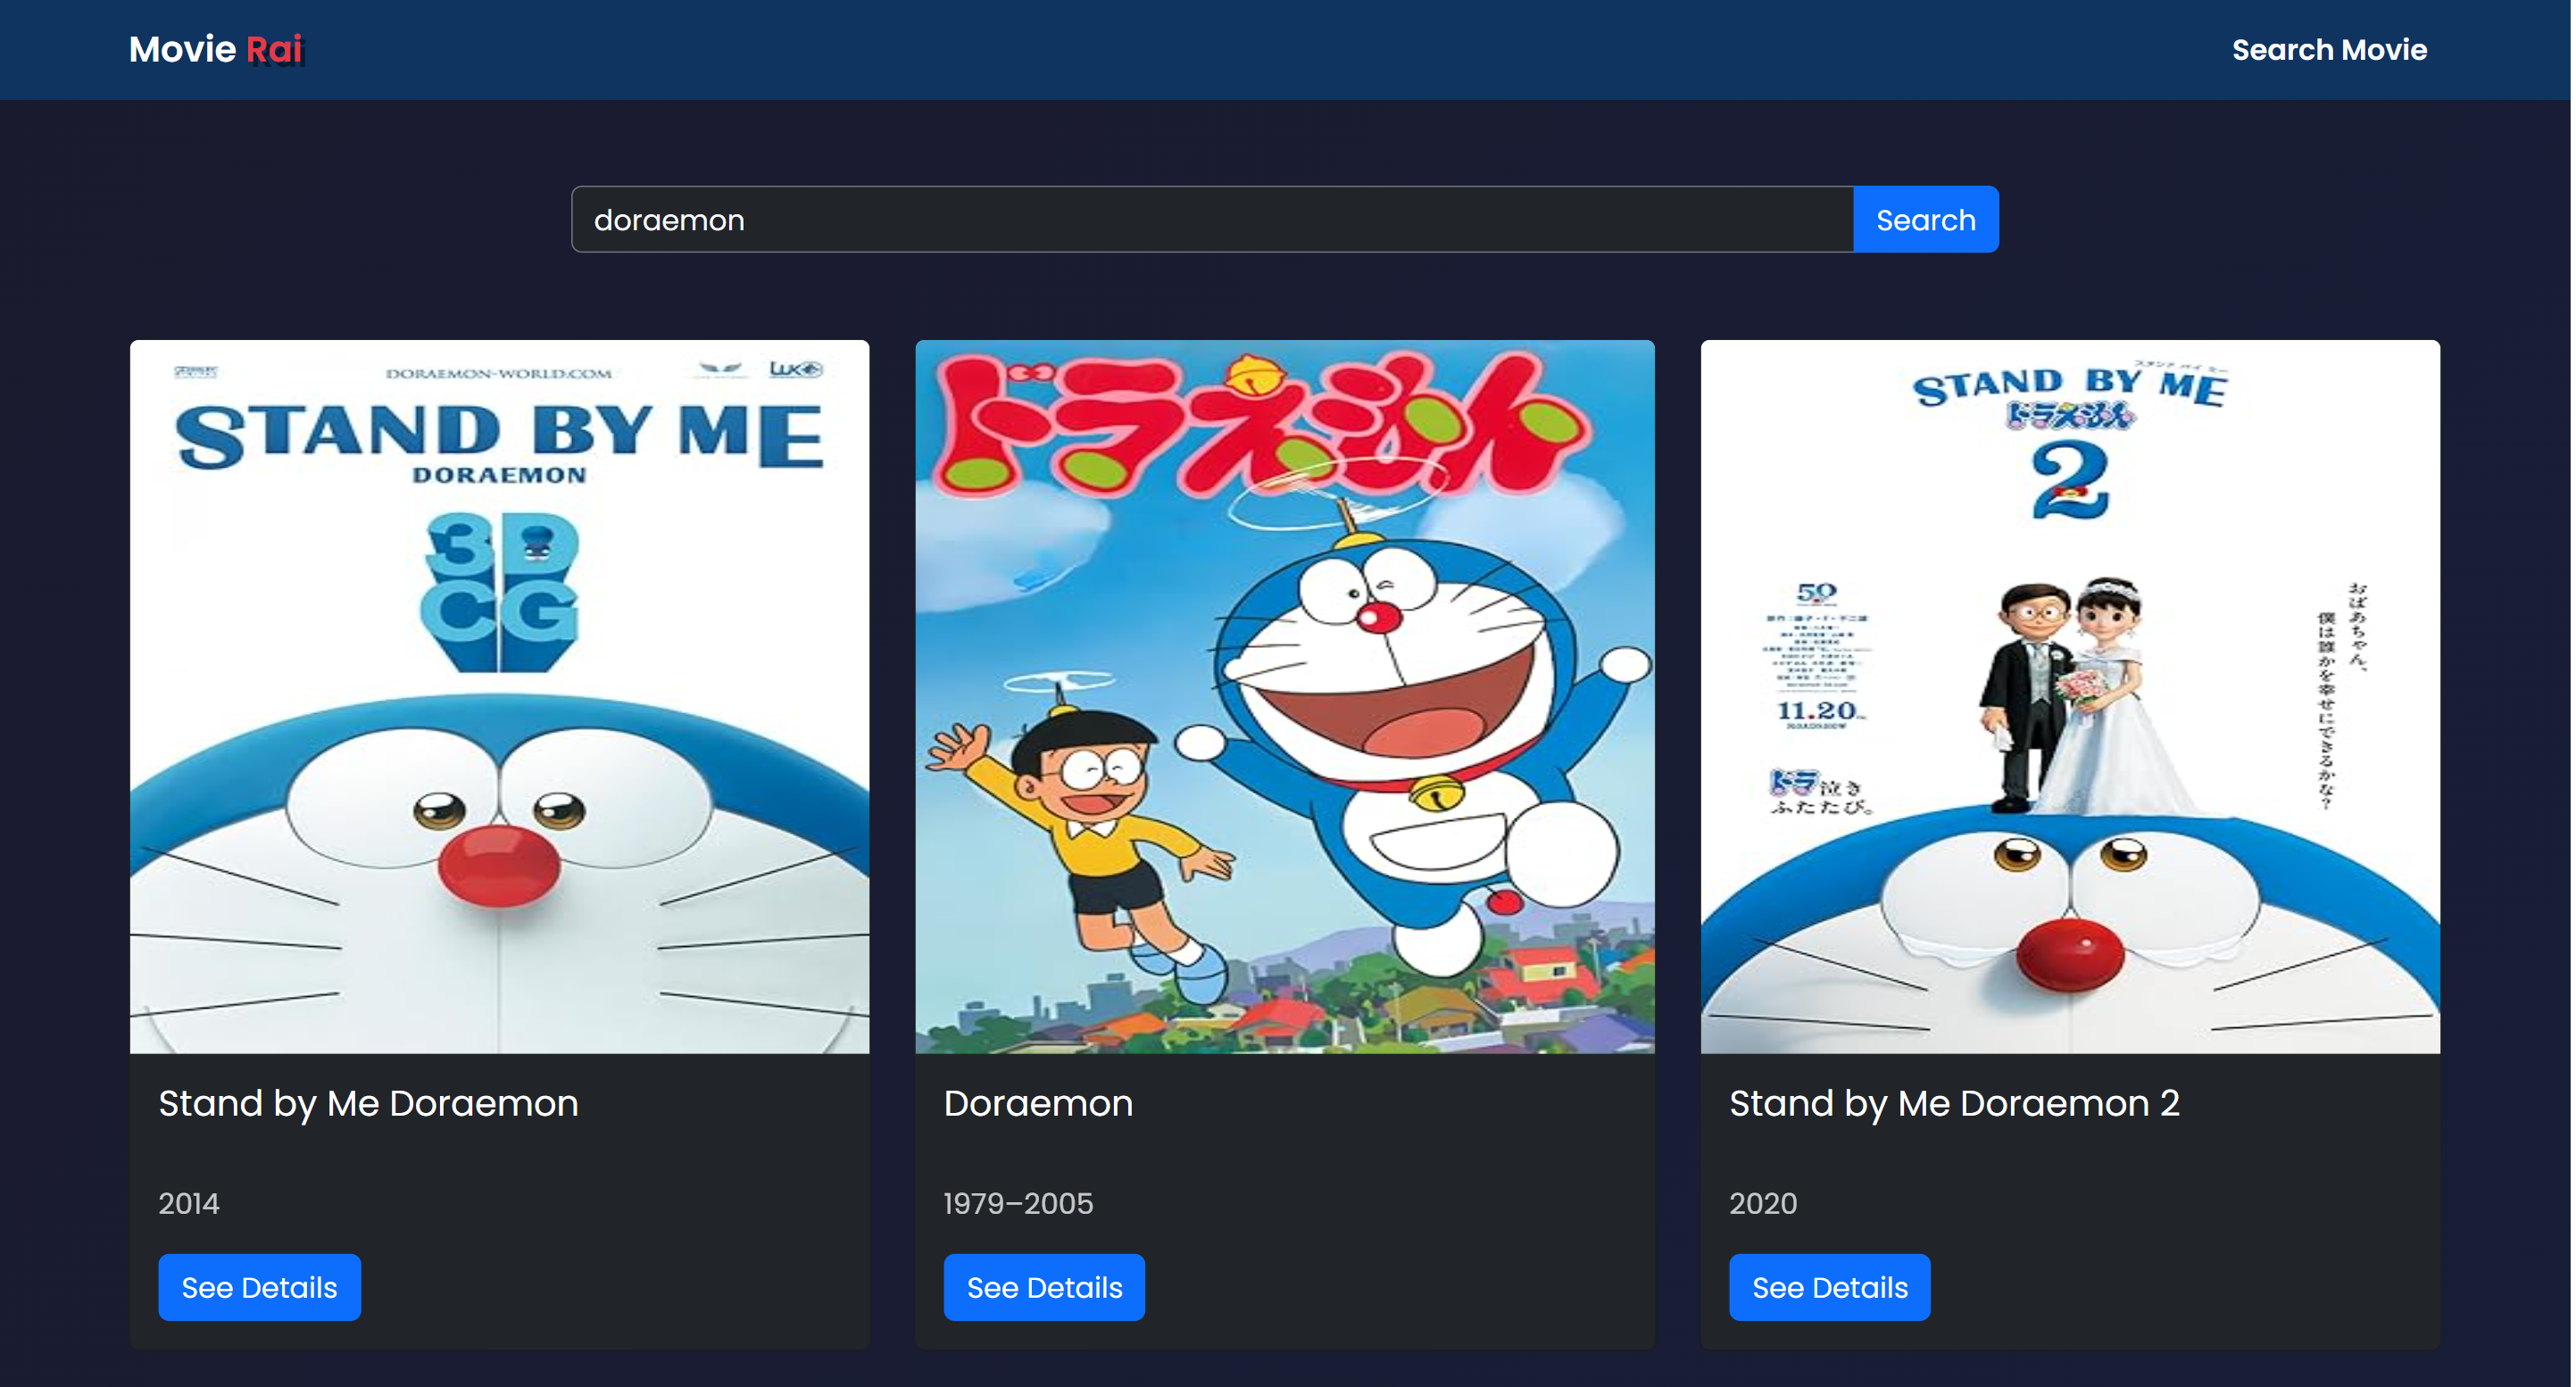 Movie Rai
Search Movie
doraemon
Search
DORAEMON-WORLD.COM
STAND BY ME
DORAEMON
3D
CG
ドラえもん
STAND BY ME
ドラえもん
2
50
11.20
おばあちゃん、
僕は誰かを幸せにできるかな?
ドラ泣き
ふたたび。
Stand by Me Doraemon
Doraemon
Stand by Me Doraemon 2
2014
1979–2005
2020
See Details
See Details
See Details